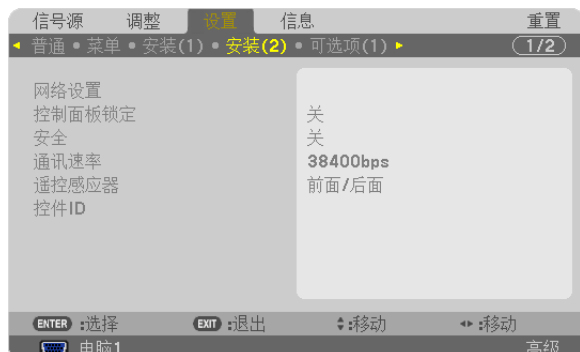 信号源 调整 设置 信息 重置
普通 • 菜单 • 安装(1) • 安装(2) • 可选项(1) 1/2
网络设置
控制面板锁定 关
安全 关
通讯速率 38400bps
遥控感应器 前面/后面
控件ID
ENTER :选择 EXIT :退出 :移动 :移动
电脑1 高级